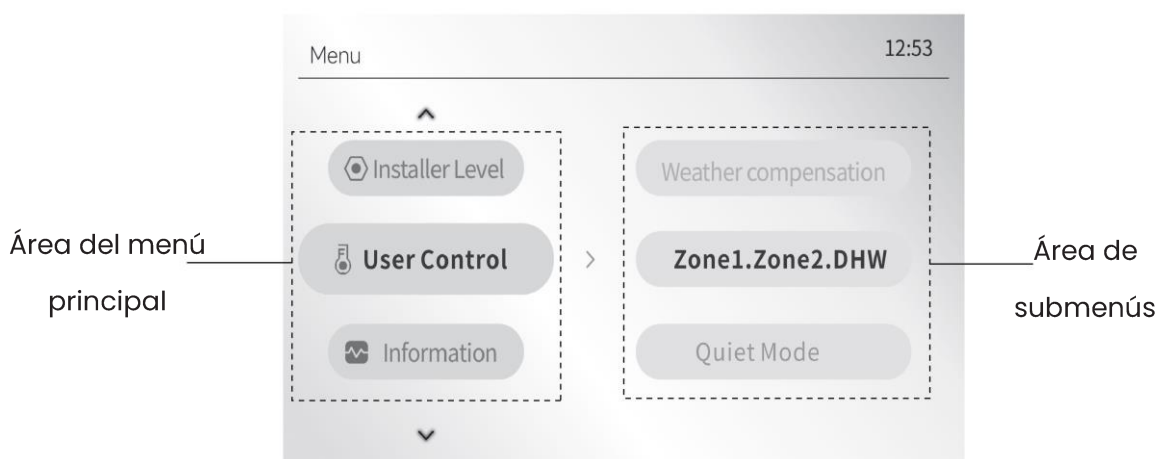 Menu
12:53
Installer Level
Weather compensation
Área del menú
principal
User Control
Zone1.Zone2.DHW
Área de
submenús
Information
Quiet Mode